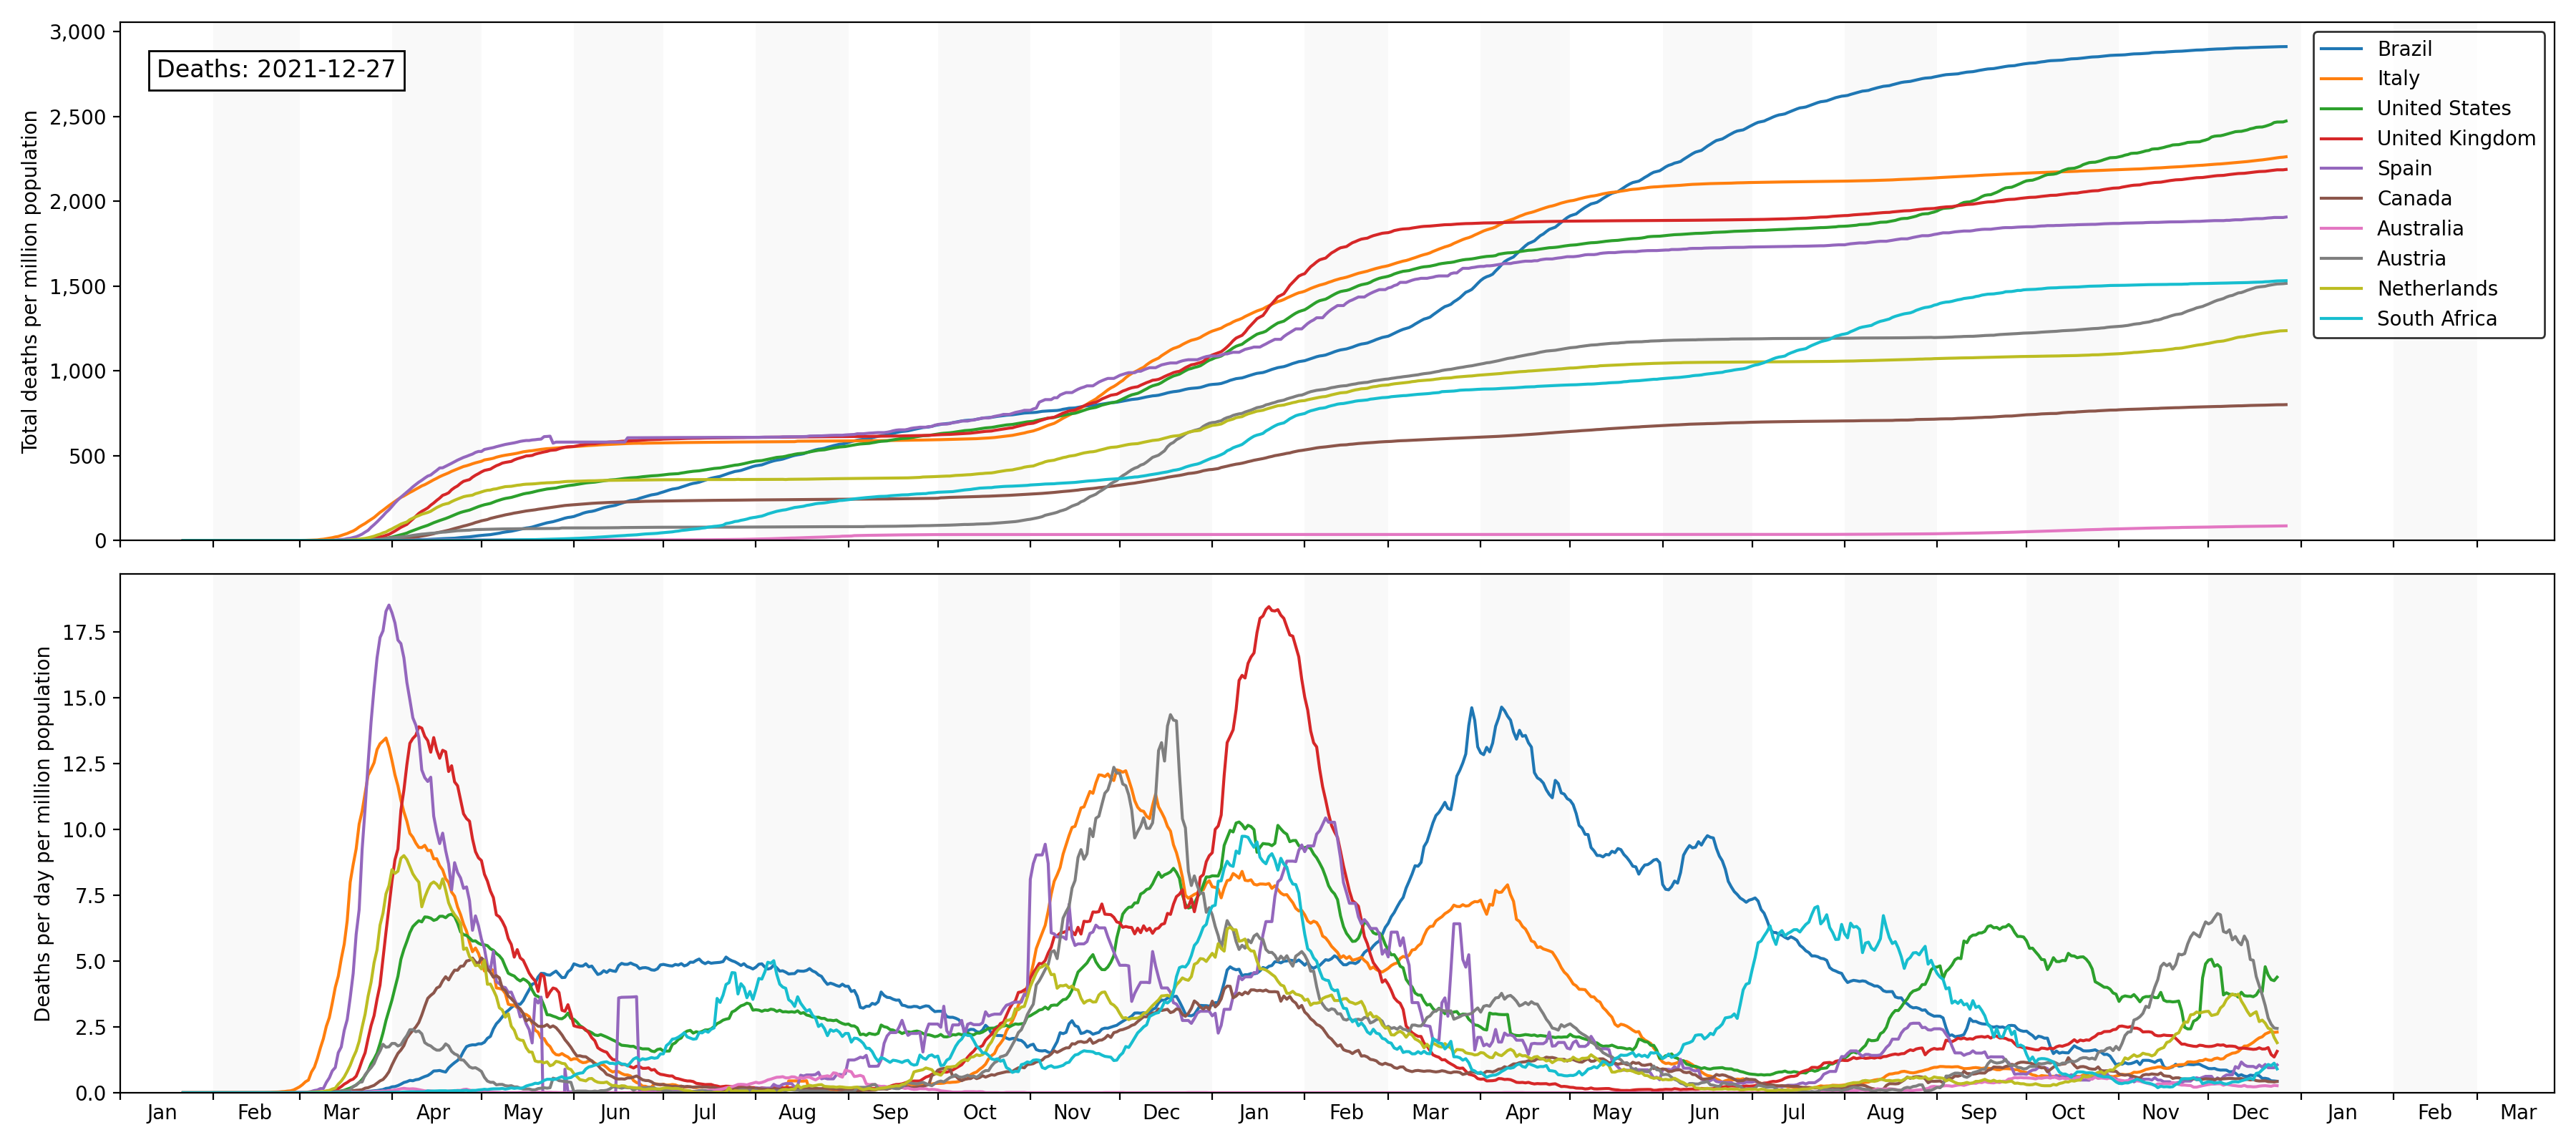 Deaths: 2021-12-27
Total deaths per million population
3,000
2,500
2,000
1,500
1,000
500
0
Brazil
Italy
United States
United Kingdom
Spain
Canada
Australia
Austria
Netherlands
South Africa
Deaths per day per million population
17.5
15.0
12.5
10.0
7.5
5.0
2.5
0.0
Jan Feb Mar Apr May Jun Jul Aug Sep Oct Nov Dec Jan Feb Mar Apr May Jun Jul Aug Sep Oct Nov Dec Jan Feb Mar